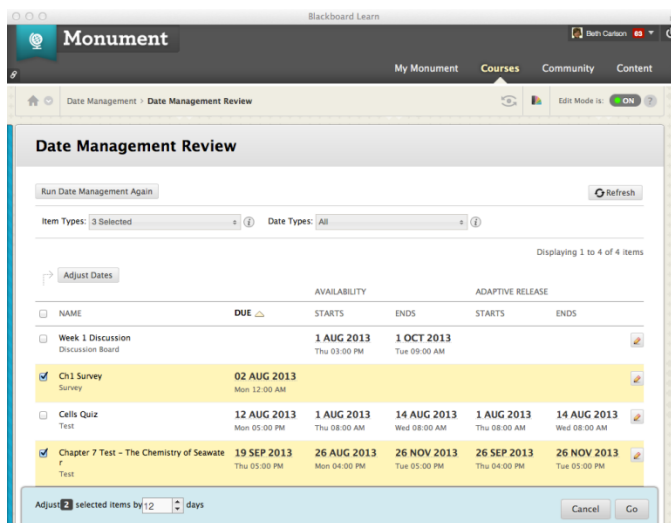 Blackboard Learn
Monument
Beth Carlson 63
My Monument Courses Community Content
Date Management > Date Management Review
Edit Mode is: ON ?
Date Management Review
Run Date Management Again
Refresh
Item Types: 3 Selected i Date Types: All i
Displaying 1 to 4 of 4 items
Adjust Dates
AVAILABILITY ADAPTIVE RELEASE
NAME DUE STARTS ENDS STARTS ENDS
Week 1 Discussion 1 AUG 2013 1 OCT 2013
Discussion Board Thu 03:00 PM Tue 09:00 AM
Ch1 Survey 02 AUG 2013
Survey Mon 12:00 AM
Cells Quiz 12 AUG 2013 1 AUG 2013 14 AUG 2013 1 AUG 2013 14 AUG 2013
Test Mon 05:00 PM Thu 08:00 AM Wed 08:00 AM Thu 08:00 AM Wed 08:00 AM
Chapter 7 Test – The Chemistry of Seawate 19 SEP 2013 26 AUG 2013 26 NOV 2013 26 SEP 2013 26 NOV 2013
r Thu 05:00 PM Mon 04:00 PM Tue 05:00 PM Thu 04:00 PM Tue 05:00 PM
Test
Adjust 2 selected items by 12 days
Cancel Go